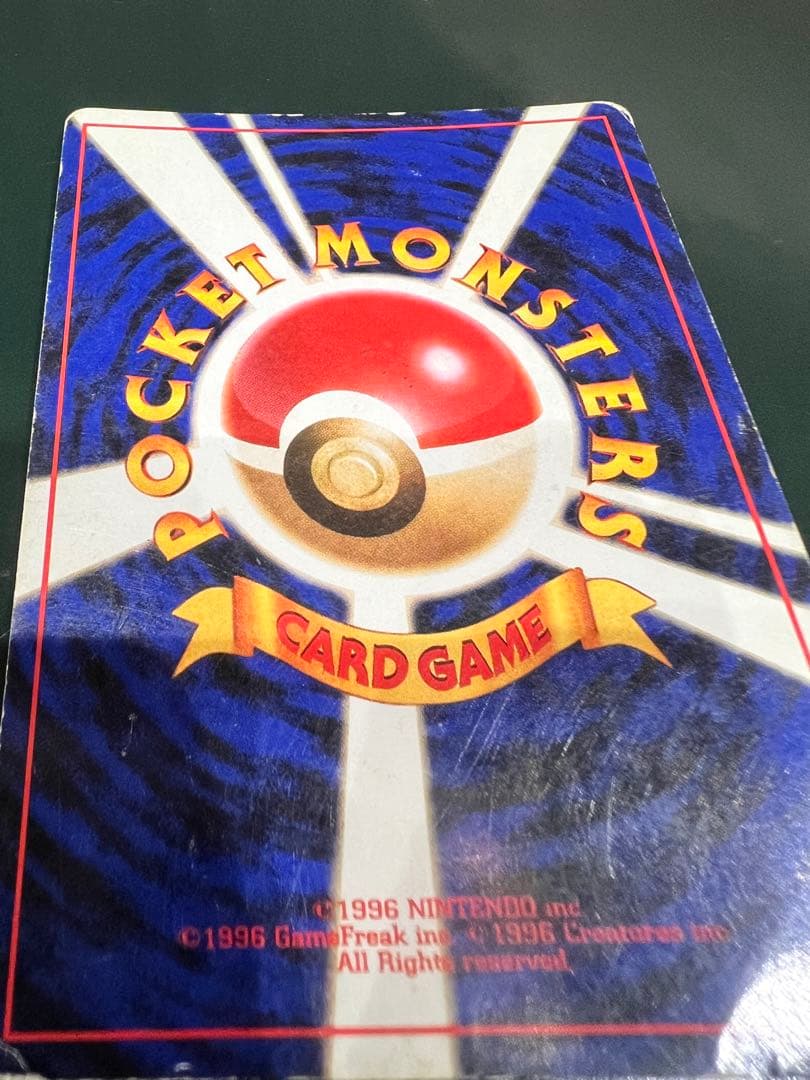 POCKET MONSTERS
CARD GAME
©1996 NINTENDO inc
©1996 GameFreak inc. ©1996 Creatures inc.
All Rights reserved.